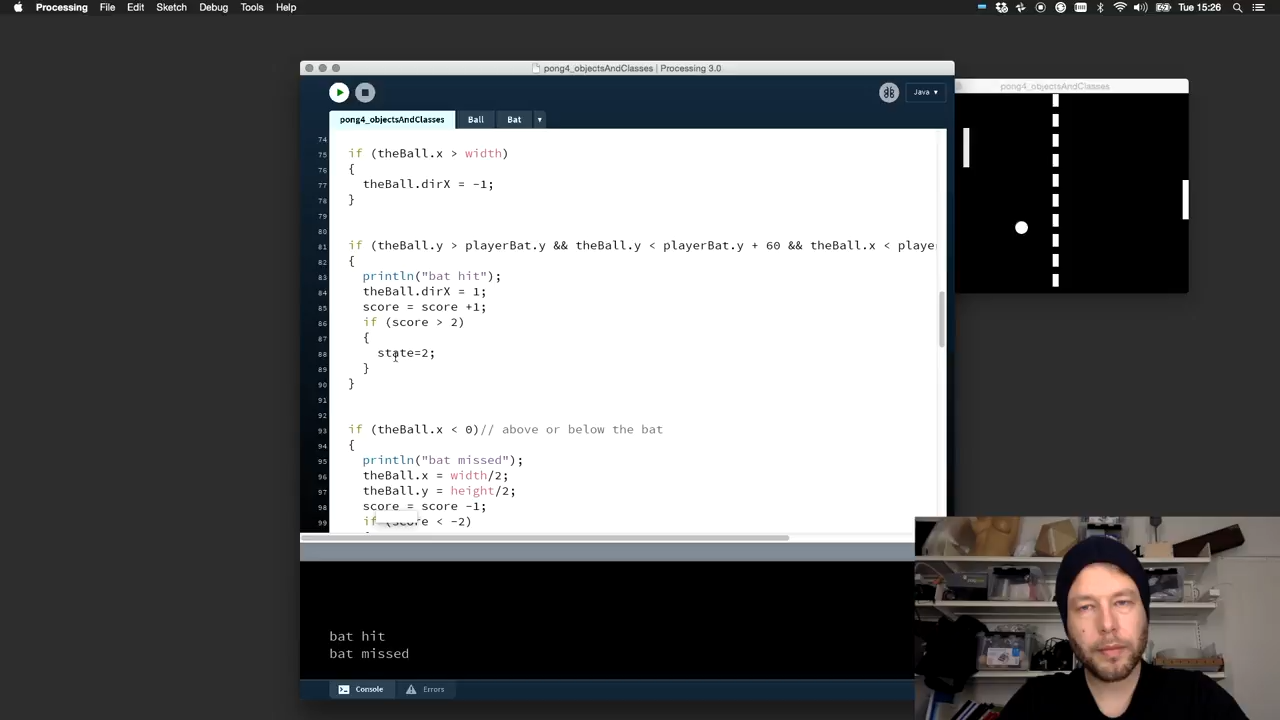 Processing File Edit Sketch Debug Tools Help Tue 15:26
pong4_objectsAndClasses | Processing 3.0
Java
pong4_objectsAndClasses
pong4_objectsAndClasses Ball Bat
74
75 if (theBall.x > width)
76 {
77 theBall.dirX = -1;
78 }
79
80
81 if (theBall.y > playerBat.y && theBall.y < playerBat.y + 60 && theBall.x < player
82 {
83 println("bat hit");
84 theBall.dirX = 1;
85 score = score +1;
86 if (score > 2)
87 {
88 state=2;
89 }
90 }
91
92
93 if (theBall.x < 0)// above or below the bat
94 {
95 println("bat missed");
96 theBall.x = width/2;
97 theBall.y = height/2;
98 score = score -1;
99 if (score < -2)
bat hit
bat missed
Console Errors